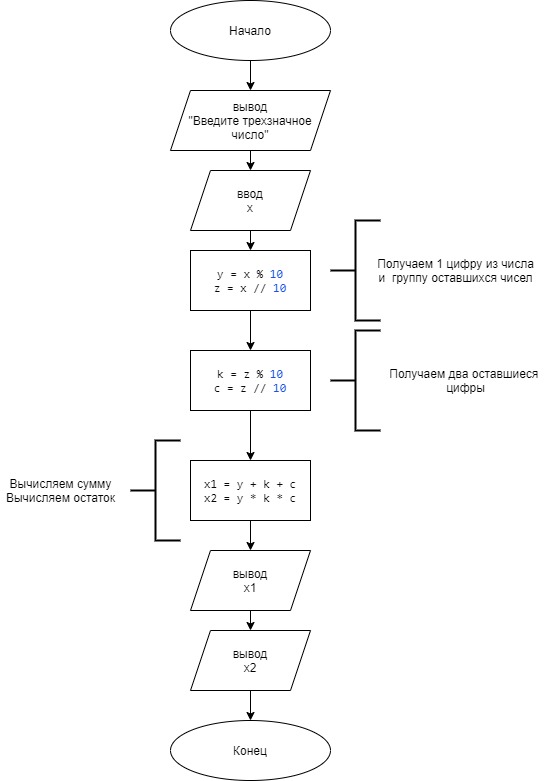 Начало
вывод
"Введите трехзначное
число"
ввод
x
y = x % 10
z = x // 10
Получаем 1 цифру из числа
и группу оставшихся чисел
k = z % 10
c = z // 10
Получаем два оставшиеся
цифры
Вычисляем сумму
Вычисляем остаток
x1 = y + k + c
x2 = y * k * c
вывод
x1
вывод
x2
Конец